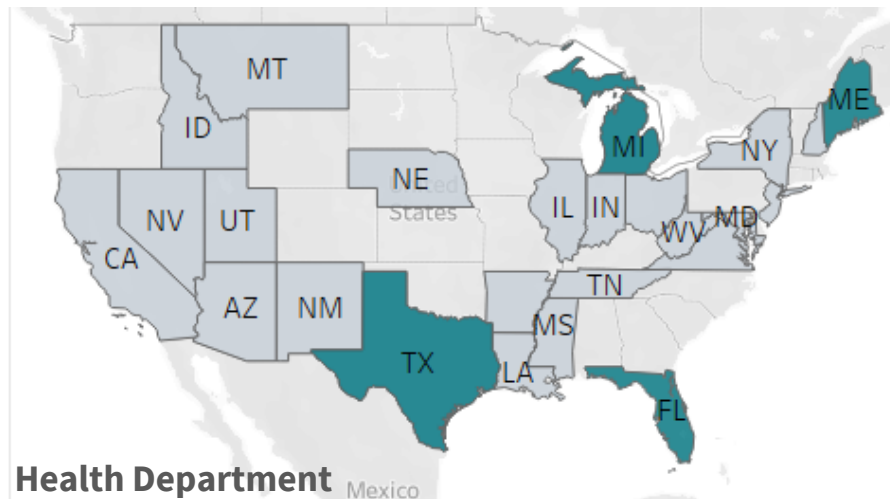 MT
ME
ID
MI
NY
NE
United
States
IL
IN
MD
WV
NV
UT
CA
TN
AZ
NM
MS
TX
LA
FL
Health Department
Mexico